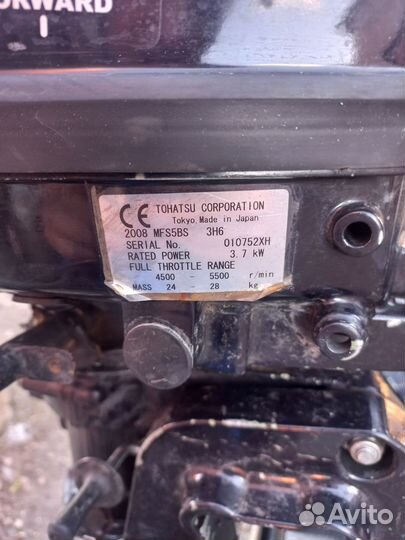 FORWARD
CE TOHATSU CORPORATION
Tokyo. Made in Japan
2008 MFS5BS 3H6
SERIAL No. 010752XH
RATED POWER 3.7 kW
FULL THROTTLE RANGE
4500 - 5500 r/min
MASS 24 - 28 kg
Avito